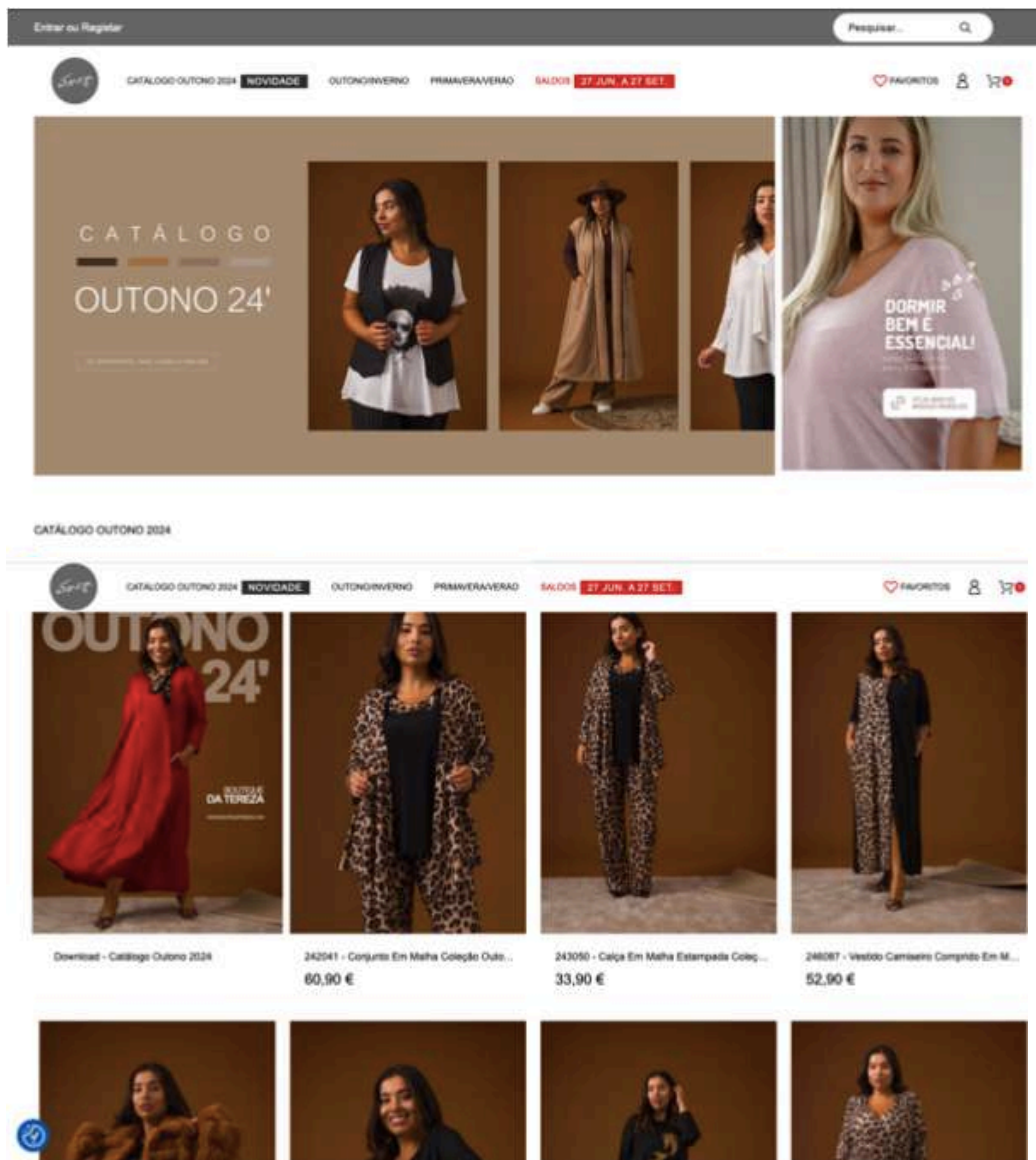 Entrar ou Registar
Pesquisar...
CATÁLOGO OUTONO 2024 NOVIDADE OUTONO/INVERNO PRIMAVERA/VERÃO SALDOS 27 JUN. A 27 SET. FAVORITOS 0
CATÁLOGO
OUTONO 24'
DORMIR
BEM É
ESSENCIAL!
CATÁLOGO OUTONO 2024
CATÁLOGO OUTONO 2024 NOVIDADE OUTONO/INVERNO PRIMAVERA/VERÃO SALDOS 27 JUN. A 27 SET. FAVORITOS 0
OUTONO
24'
BOUTIQUE
DA TEREZA
Download - Catálogo Outono 2024
242041 - Conjunto Em Malha Coleção Outo...
60,90 €
243050 - Calça Em Malha Estampada Coleç...
33,90 €
246087 - Vestido Camiseiro Comprido Em M...
52,90 €